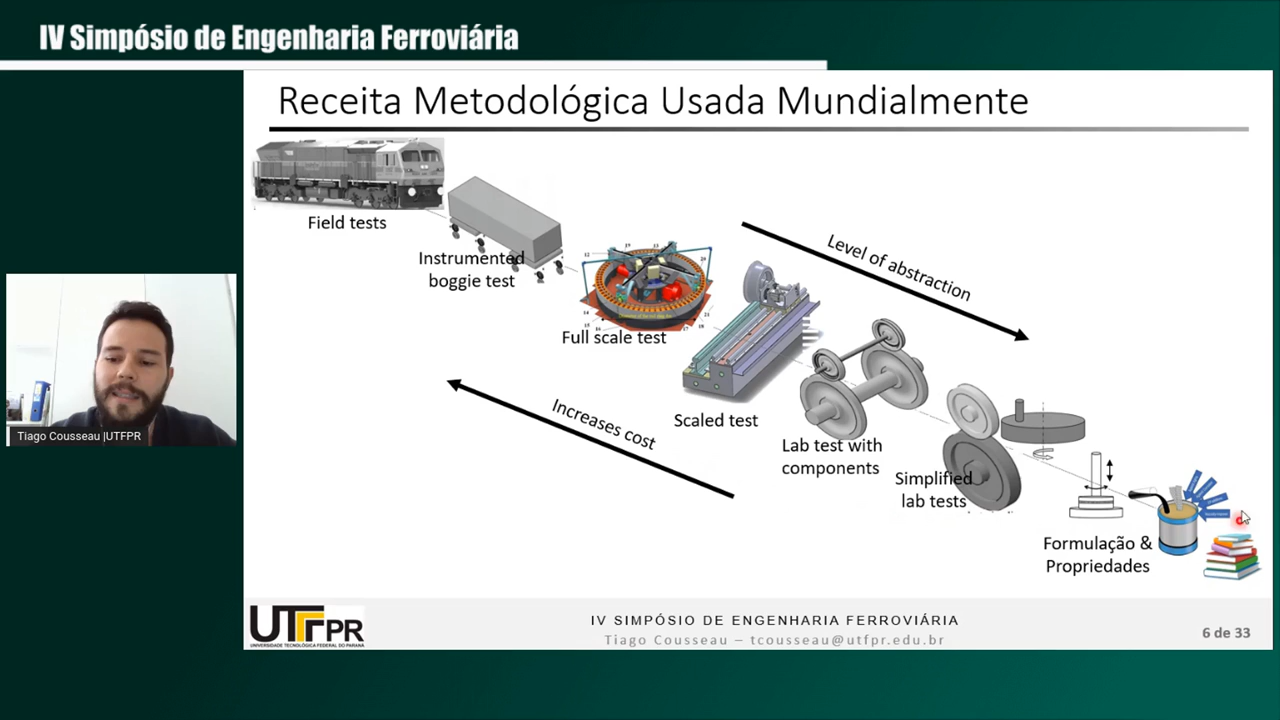 IV Simpósio de Engenharia Ferroviária
Receita Metodológica Usada Mundialmente
Field tests
Instrumented
boggie test
Full scale test
Level of abstraction
Scaled test
Increases cost
Lab test with
components
Simplified
lab tests
Formulação &
Propriedades
Tiago Cousseau |UTFPR
UTFPR
UNIVERSIDADE TECNOLÓGICA FEDERAL DO PARANÁ
IV SIMPÓSIO DE ENGENHARIA FERROVIÁRIA
Tiago Cousseau – tcousseau@utfpr.edu.br
6 de 33